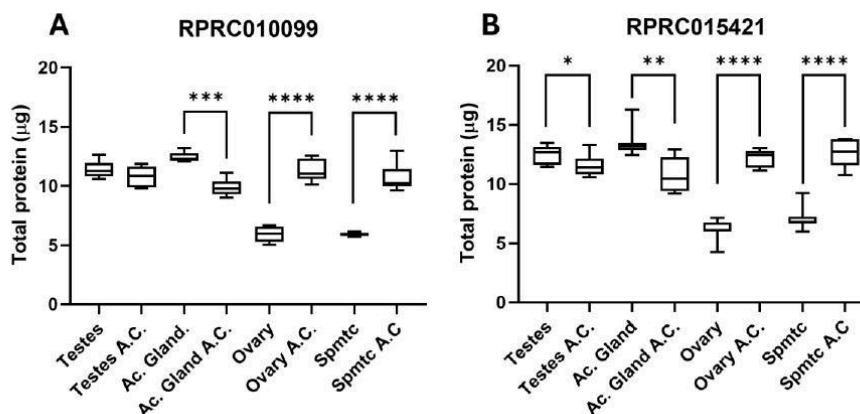 A
RPRC010099
Total protein (µg)
20
15
10
5
0
***
****
****
Testes
Testes A.C.
Ac. Gland.
Ac. Gland A.C.
Ovary
Ovary A.C.
Spmtc
Spmtc A.C
B
RPRC015421
Total protein (µg)
20
15
10
5
0
*
**
****
****
Testes
Testes A.C.
Ac. Gland
Ac. Gland A.C.
Ovary
Ovary A.C.
Spmtc
Spmtc A.C